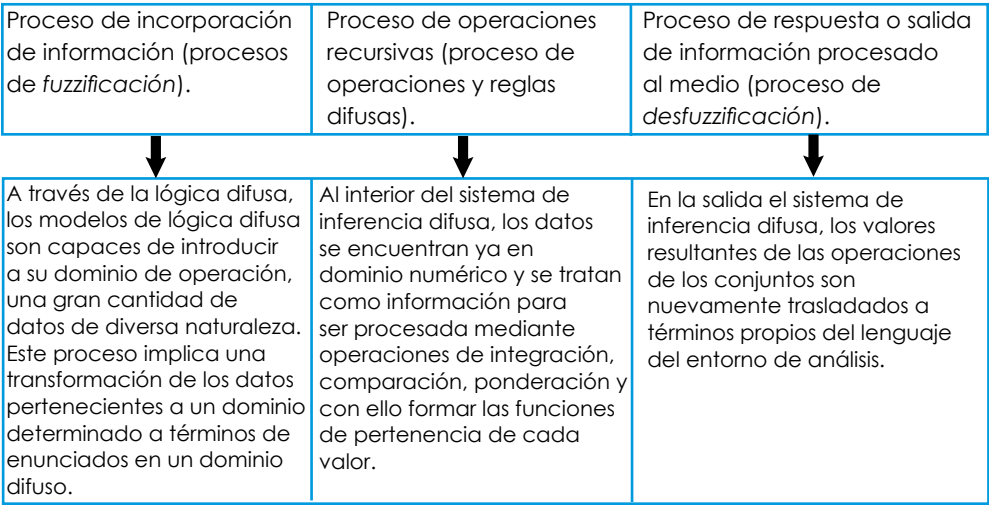 Proceso de incorporación
de información (procesos
de fuzzificación).
Proceso de operaciones
recursivas (proceso de
operaciones y reglas
difusas).
Proceso de respuesta o salida
de información procesado
al medio (proceso de
desfuzzificación).
A través de la lógica difusa,
los modelos de lógica difusa
son capaces de introducir
a su dominio de operación,
una gran cantidad de
datos de diversa naturaleza.
Este proceso implica una
transformación de los datos
pertenecientes a un dominio
determinado a términos de
enunciados en un dominio
difuso.
Al interior del sistema de
inferencia difusa, los datos
se encuentran ya en
dominio numérico y se tratan
como información para
ser procesada mediante
operaciones de integración,
comparación, ponderación y
con ello formar las funciones
de pertenencia de cada
valor.
En la salida el sistema de
inferencia difusa, los valores
resultantes de las operaciones
de los conjuntos son
nuevamente trasladados a
términos propios del lenguaje
del entorno de análisis.